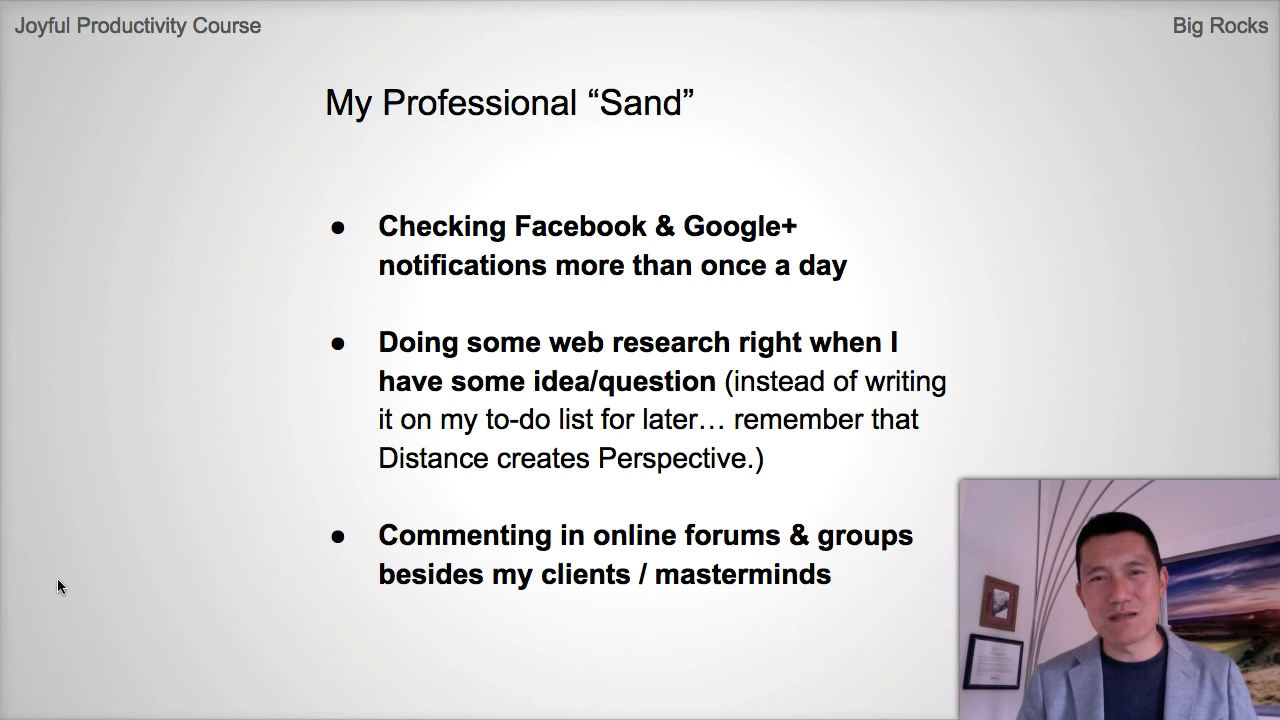 Joyful Productivity Course
Big Rocks
My Professional “Sand”
● Checking Facebook & Google+
notifications more than once a day
● Doing some web research right when I
have some idea/question (instead of writing
it on my to-do list for later… remember that
Distance creates Perspective.)
● Commenting in online forums & groups
besides my clients / masterminds